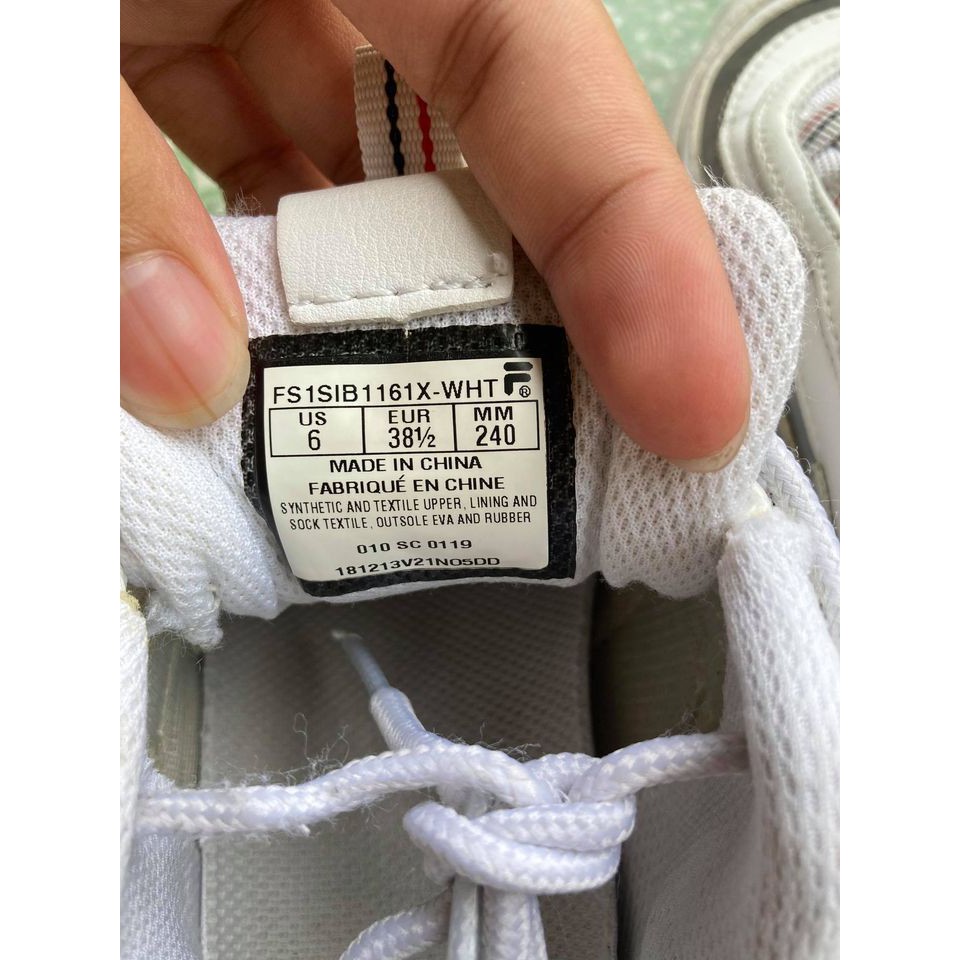 FS1SIB1161X-WHT F®
US EUR MM
6 38½ 240
MADE IN CHINA
FABRIQUÉ EN CHINE
SYNTHETIC AND TEXTILE UPPER, LINING AND
SOCK TEXTILE, OUTSOLE EVA AND RUBBER
010 SC 0119
181213V21NO5DD